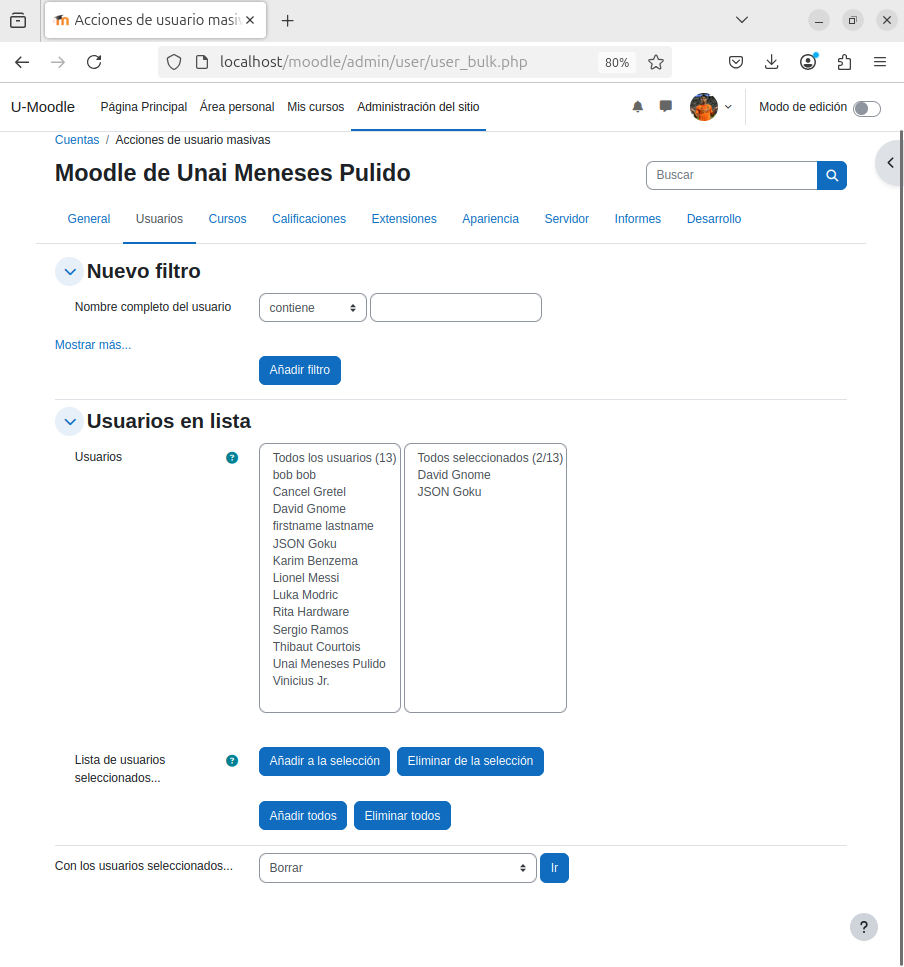 Acciones de usuario masiv
localhost/moodle/admin/user/user_bulk.php 80%
U-Moodle Página Principal Área personal Mis cursos Administración del sitio Modo de edición
Cuentas / Acciones de usuario masivas
Moodle de Unai Meneses Pulido
Buscar
General Usuarios Cursos Calificaciones Extensiones Apariencia Servidor Informes Desarrollo
Nuevo filtro
Nombre completo del usuario contiene
Mostrar más...
Añadir filtro
Usuarios en lista
Usuarios ?
Todos los usuarios (13)
bob bob
Cancel Gretel
David Gnome
firstname lastname
JSON Goku
Karim Benzema
Lionel Messi
Luka Modric
Rita Hardware
Sergio Ramos
Thibaut Courtois
Unai Meneses Pulido
Vinicius Jr.
Todos seleccionados (2/13)
David Gnome
JSON Goku
Lista de usuarios
seleccionados... ?
Añadir a la selección Eliminar de la selección
Añadir todos Eliminar todos
Con los usuarios seleccionados... Borrar Ir
?